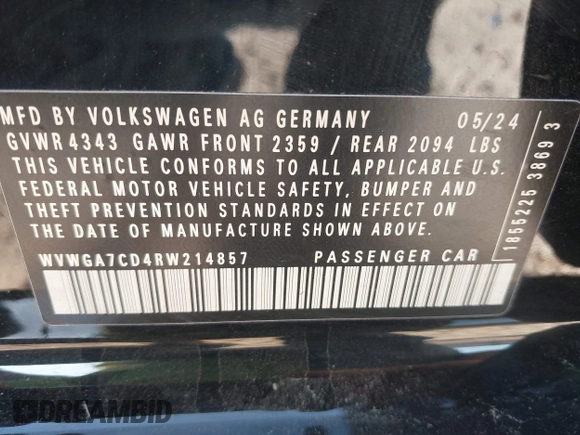 MFD BY VOLKSWAGEN AG GERMANY 05/24
GVWR 4343 GAWR FRONT 2359 / REAR 2094 LBS
THIS VEHICLE CONFORMS TO ALL APPLICABLE U.S.
FEDERAL MOTOR VEHICLE SAFETY, BUMPER AND
THEFT PREVENTION STANDARDS IN EFFECT ON
THE DATE OF MANUFACTURE SHOWN ABOVE.
WVWGA7CD4RW214857 PASSENGER CAR
1855225 3869 3
DREAMBID